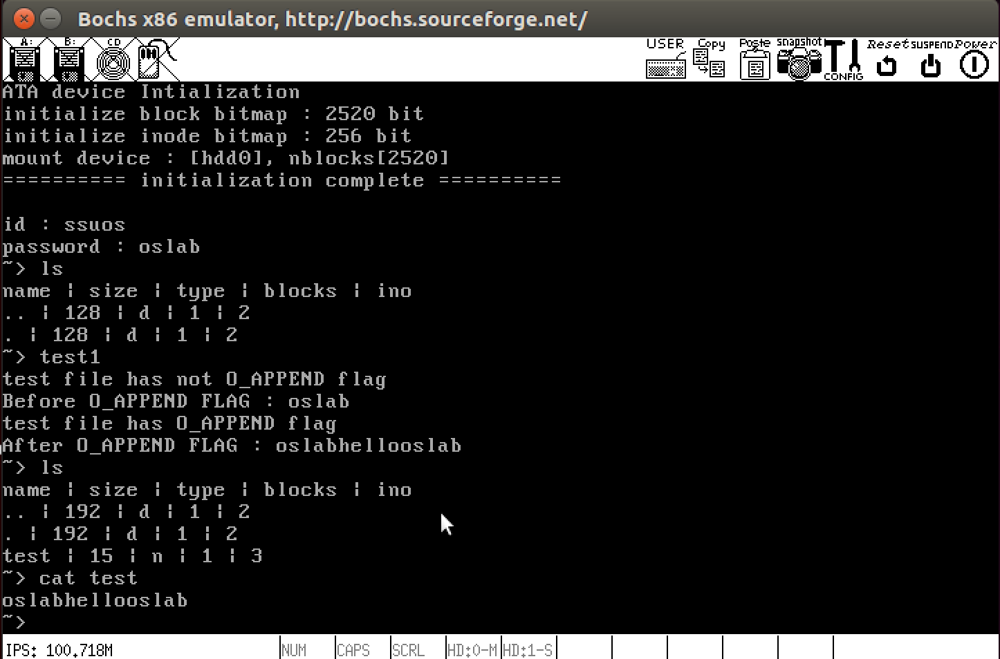 Bochs x86 emulator, http://bochs.sourceforge.net/
A: B: CD USER Copy Paste snapshot CONFIG Reset SUSPEND Power
ATA device Intialization
initialize block bitmap : 2520 bit
initialize inode bitmap : 256 bit
mount device : [hdd0], nblocks[2520]
========== initialization complete ==========
id : ssuos
password : oslab
~> ls
name | size | type | blocks | ino
.. | 128 | d | 1 | 2
. | 128 | d | 1 | 2
~> test1
test file has not O_APPEND flag
Before O_APPEND FLAG : oslab
test file has O_APPEND flag
After O_APPEND FLAG : oslabhellooslab
~> ls
name | size | type | blocks | ino
.. | 192 | d | 1 | 2
. | 192 | d | 1 | 2
test | 15 | n | 1 | 3
~> cat test
oslabhellooslab
~>
IPS: 100.718M NUM CAPS SCRL HD:0-M HD:1-S